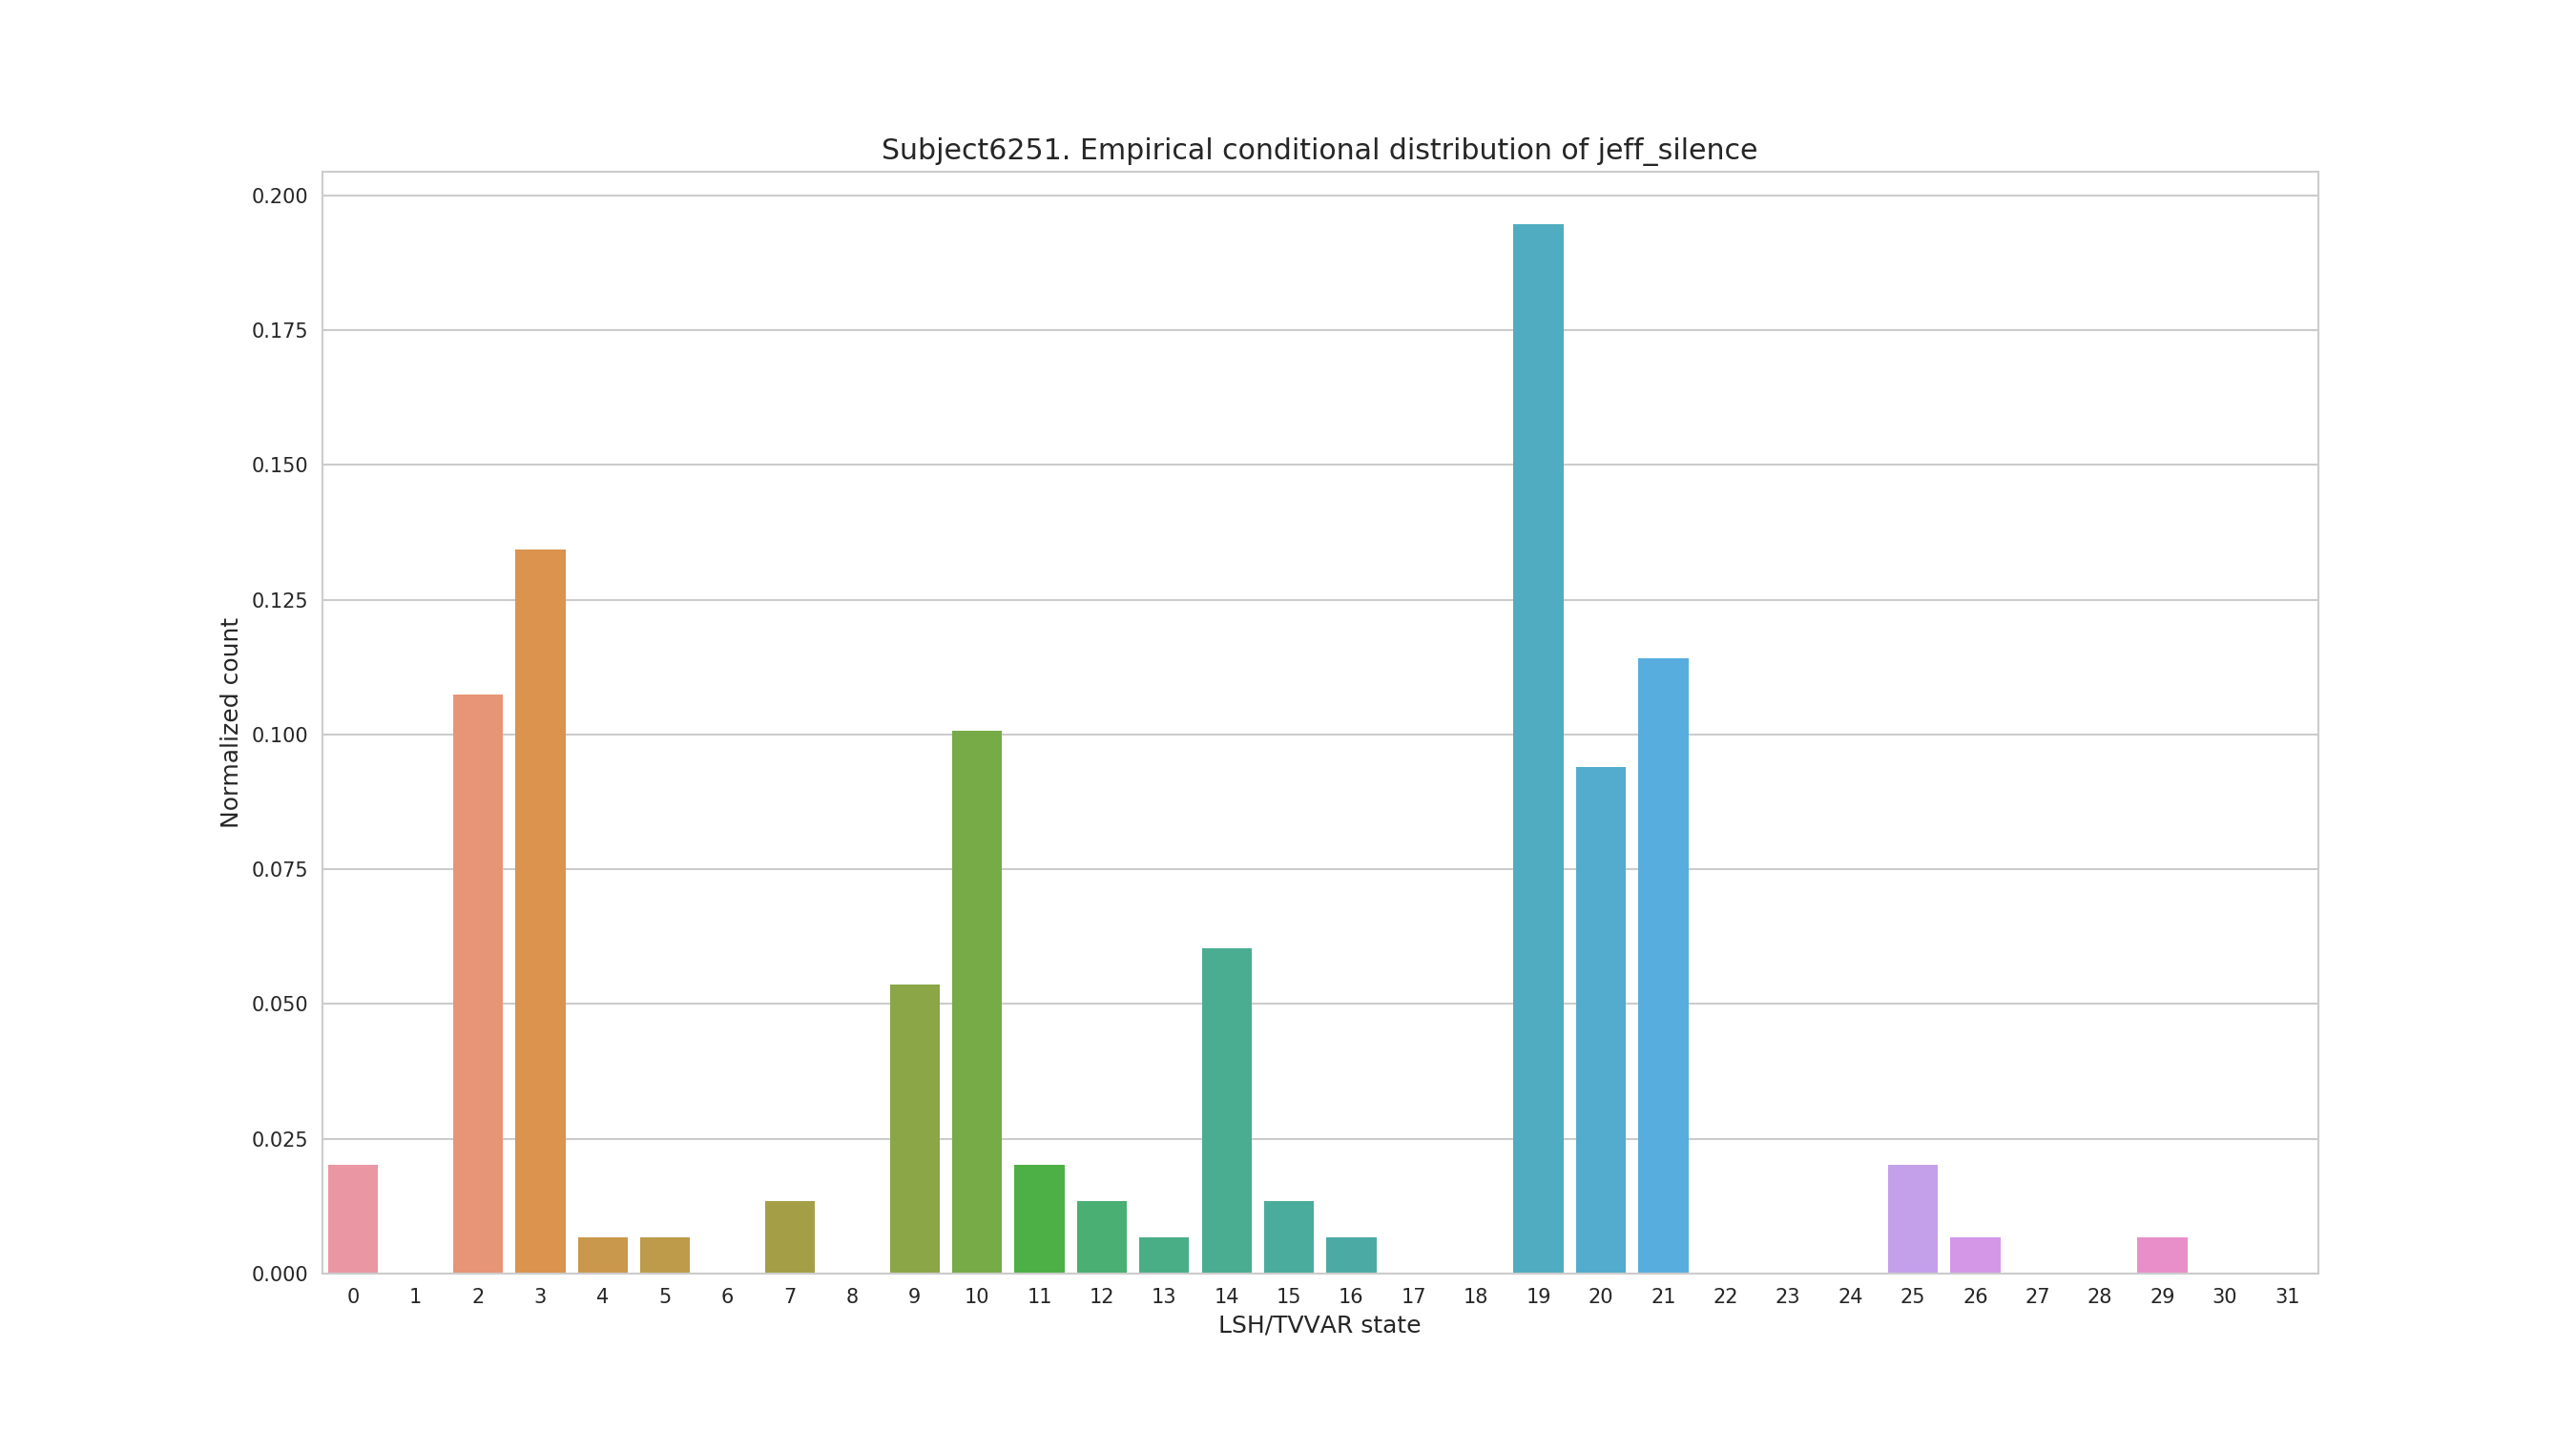 Subject6251. Empirical conditional distribution of jeff_silence
0.200
0.175
0.150
0.125
0.100
0.075
0.050
0.025
0.000
Normalized count
0 1 2 3 4 5 6 7 8 9 10 11 12 13 14 15 16 17 18 19 20 21 22 23 24 25 26 27 28 29 30 31
LSH/TVVAR state